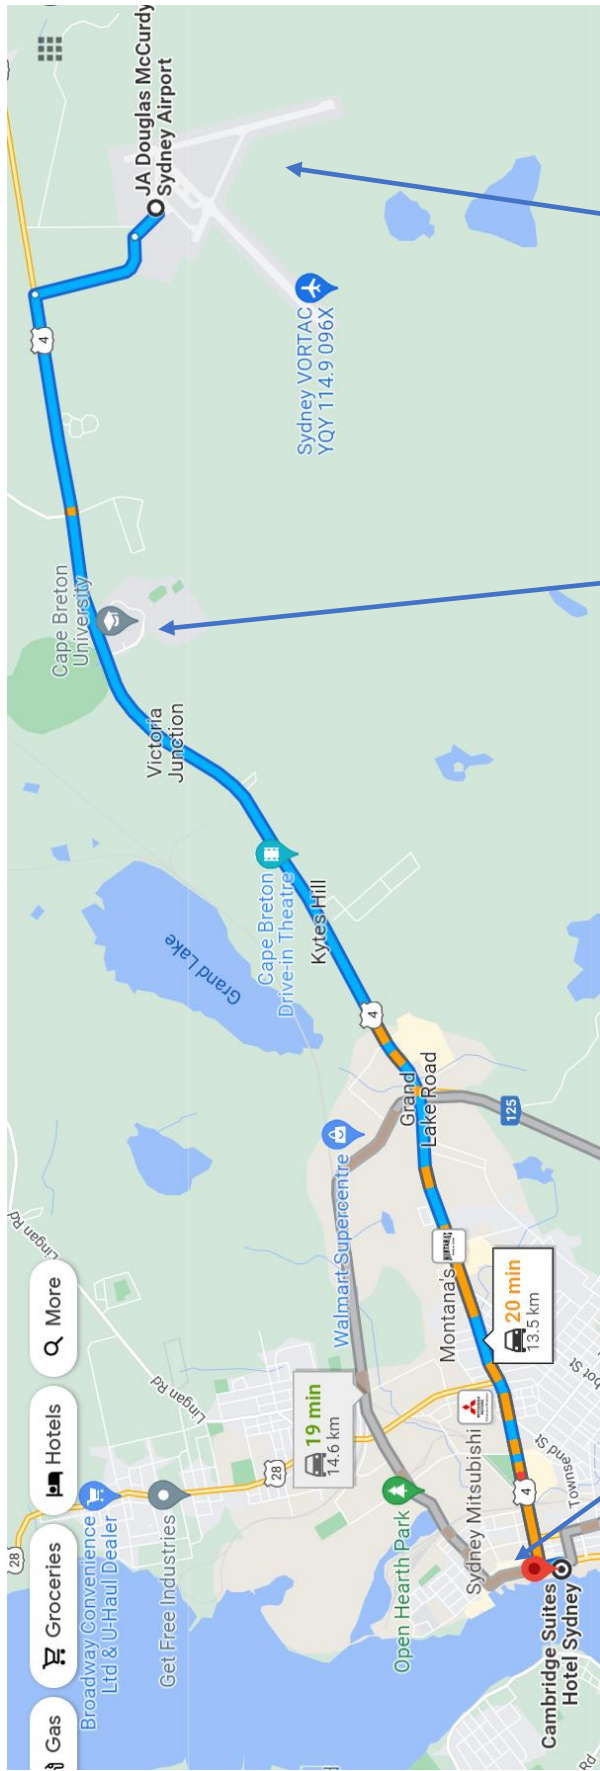 Gas
Groceries
Hotels
More
28
Broadway Convenience
Ltd & U-Haul Dealer
Get Free Industries
28
Lingan Rd
Lingan Rd
19 min
14.6 km
Open Hearth Park
Sydney Mitsubishi
Walmart Supercentre
Montana's
20 min
13.5 km
4
Townsend St
Cambridge Suites
Hotel Sydney
Rd
bot St
125
Grand
Lake Road
4
Grand Lake
Cape Breton
Drive-in Theatre
Kytes Hill
Victoria
Junction
Cape Breton
University
4
Sydney VORTAC
YQY 114.9 096X
JA Douglas McCurdy
Sydney Airport